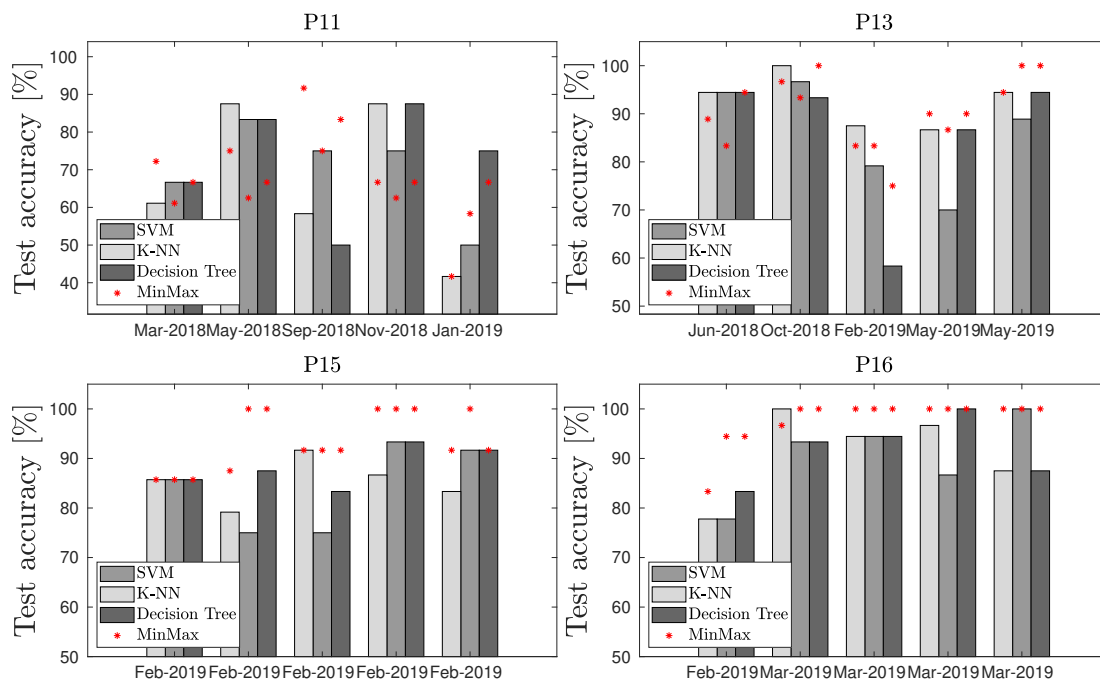 P11
Test accuracy [%]
100
90
80
70
60
50
40
SVM
K-NN
Decision Tree
MinMax
Mar-2018 May-2018 Sep-2018 Nov-2018 Jan-2019
P13
Test accuracy [%]
100
90
80
70
60
50
SVM
K-NN
Decision Tree
MinMax
Jun-2018 Oct-2018 Feb-2019 May-2019 May-2019
P15
Test accuracy [%]
100
90
80
70
60
50
SVM
K-NN
Decision Tree
MinMax
Feb-2019 Feb-2019 Feb-2019 Feb-2019 Feb-2019
P16
Test accuracy [%]
100
90
80
70
60
50
SVM
K-NN
Decision Tree
MinMax
Feb-2019 Mar-2019 Mar-2019 Mar-2019 Mar-2019